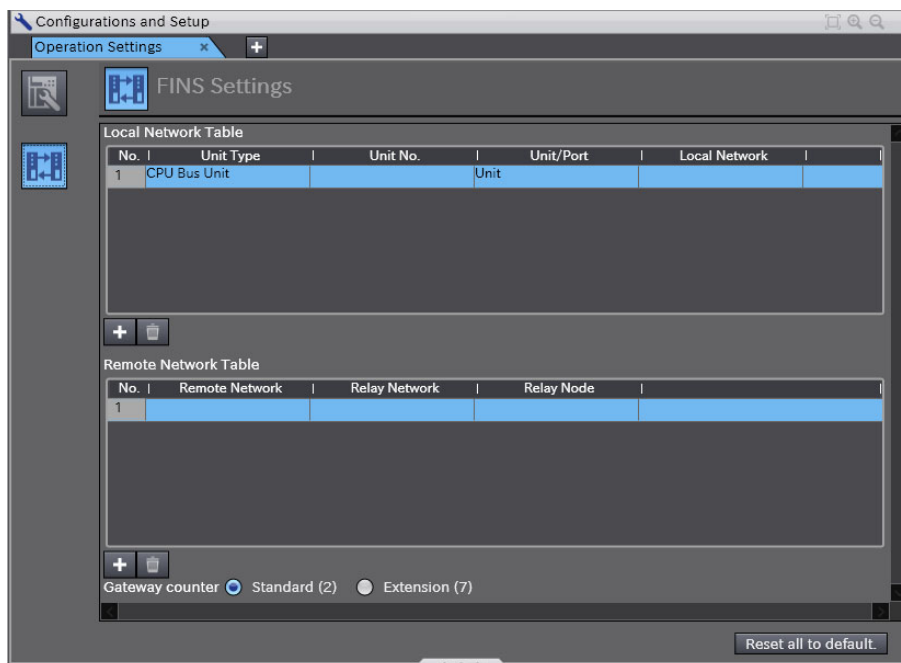 Configurations and Setup
Operation Settings
FINS Settings
Local Network Table
No. Unit Type Unit No. Unit/Port Local Network
1 CPU Bus Unit Unit
Remote Network Table
No. Remote Network Relay Network Relay Node
1
Gateway counter Standard (2) Extension (7)
Reset all to default.